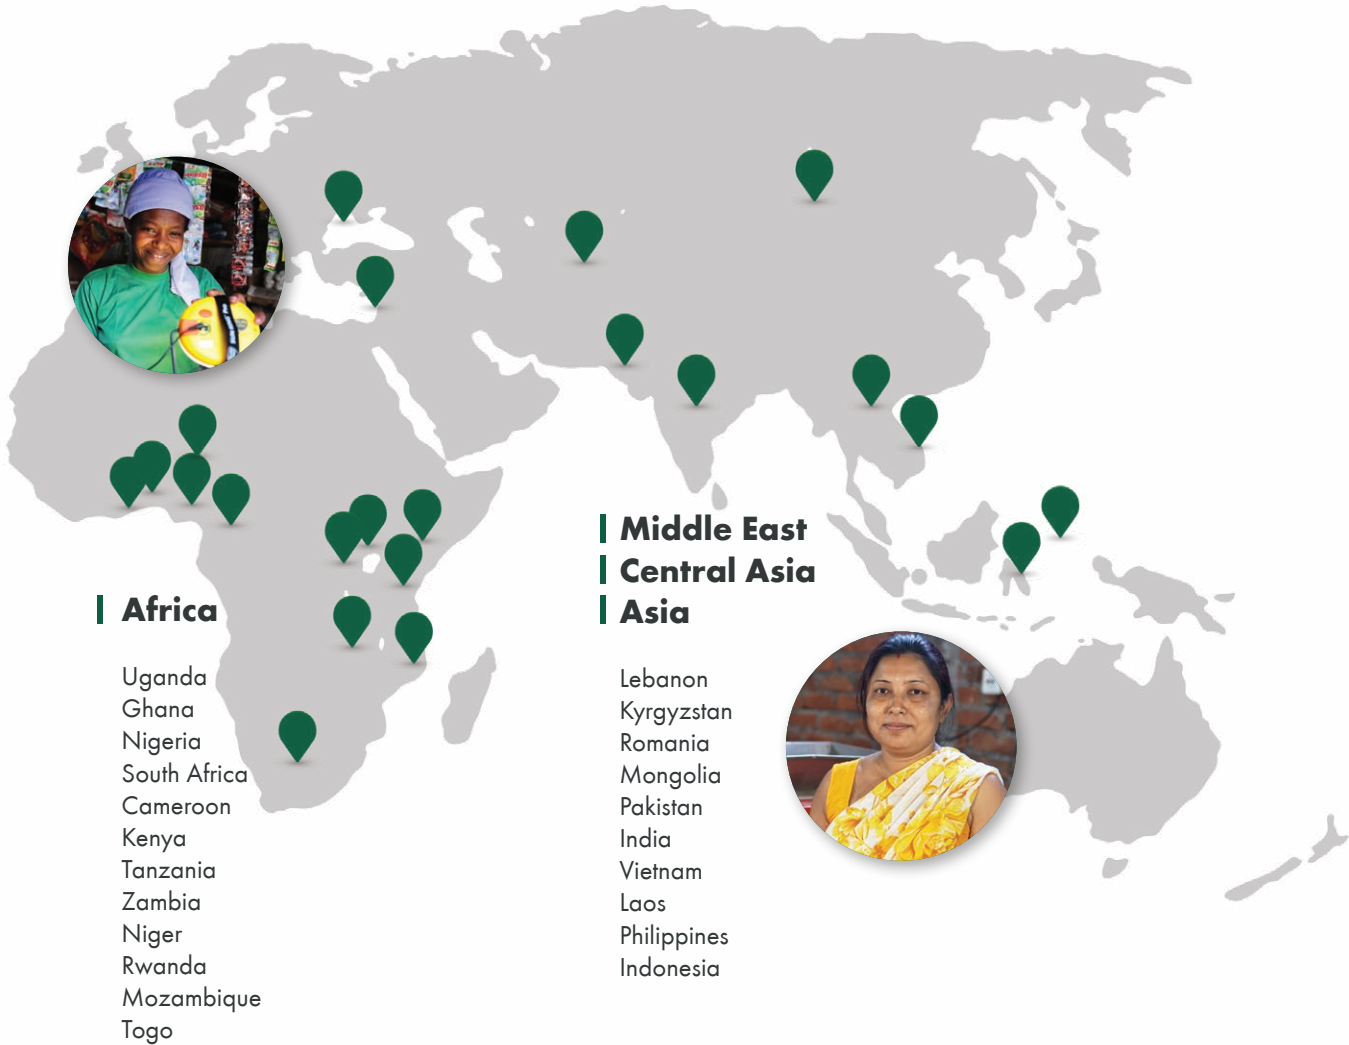 Africa
Uganda
Ghana
Nigeria
South Africa
Cameroon
Kenya
Tanzania
Zambia
Niger
Rwanda
Mozambique
Togo
Middle East
Central Asia
Asia
Lebanon
Kyrgyzstan
Romania
Mongolia
Pakistan
India
Vietnam
Laos
Philippines
Indonesia